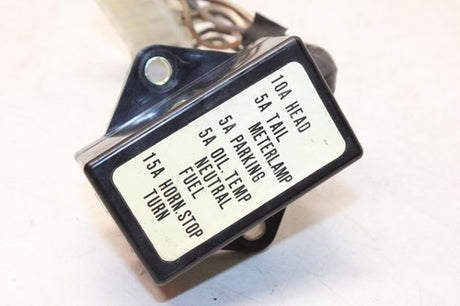 10A HEAD
5A TAIL
METERLAMP
5A PARKING
5A OIL.TEMP
NEUTRAL
FUEL
15A HORN.STOP
TURN